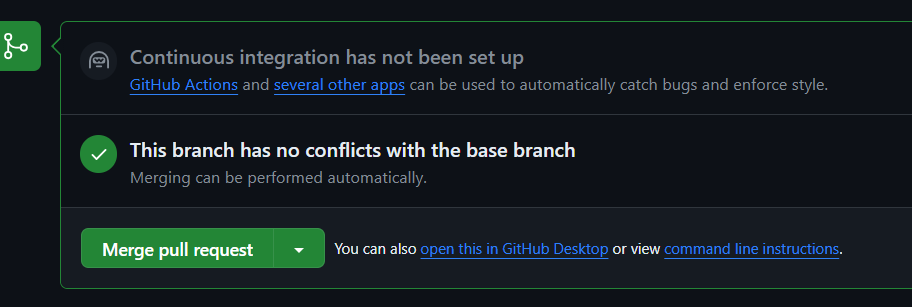 Continuous integration has not been set up
GitHub Actions and several other apps can be used to automatically catch bugs and enforce style.
This branch has no conflicts with the base branch
Merging can be performed automatically.
Merge pull request
You can also open this in GitHub Desktop or view command line instructions.